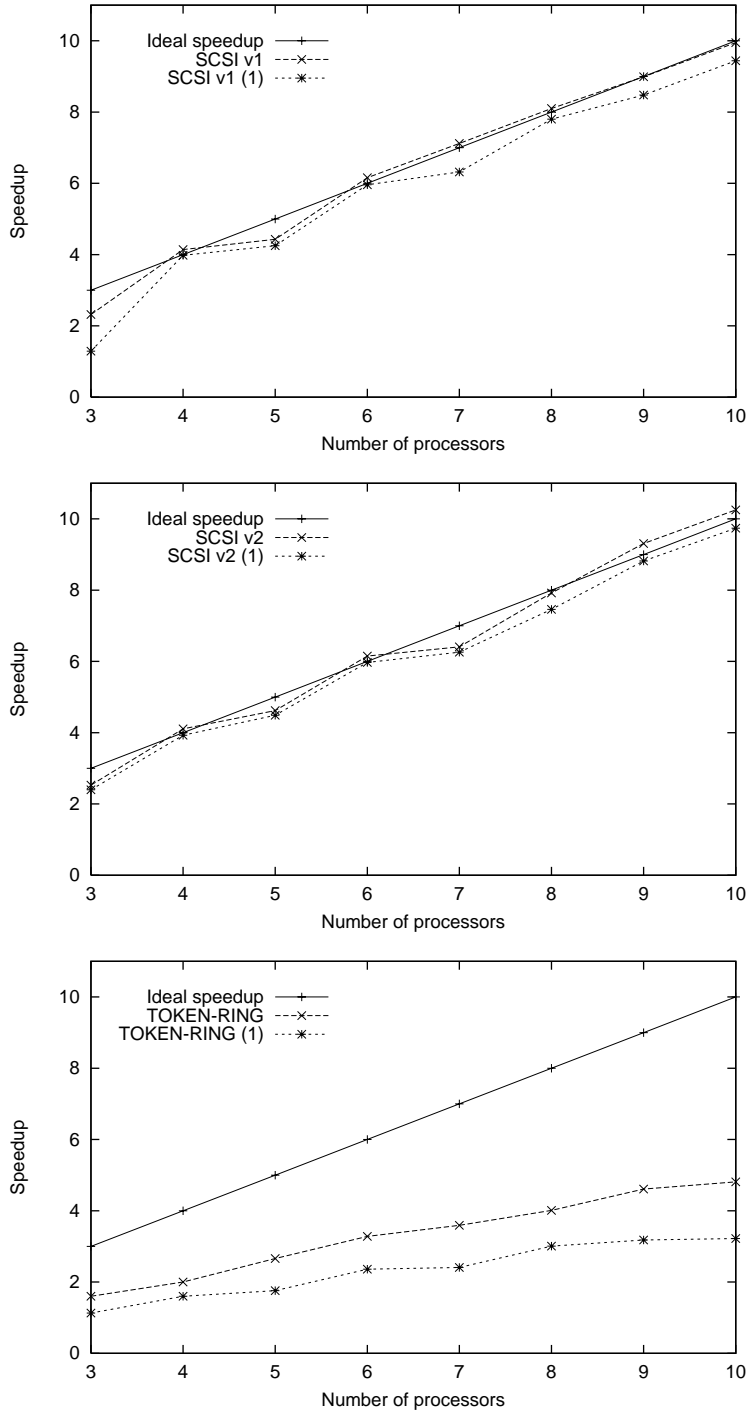 10
8
6
4
2
0
Speedup
Ideal speedup
SCSI v1
SCSI v1 (1)
3 4 5 6 7 8 9 10
Number of processors
10
8
6
4
2
0
Speedup
Ideal speedup
SCSI v2
SCSI v2 (1)
3 4 5 6 7 8 9 10
Number of processors
10
8
6
4
2
0
Speedup
Ideal speedup
TOKEN-RING
TOKEN-RING (1)
3 4 5 6 7 8 9 10
Number of processors